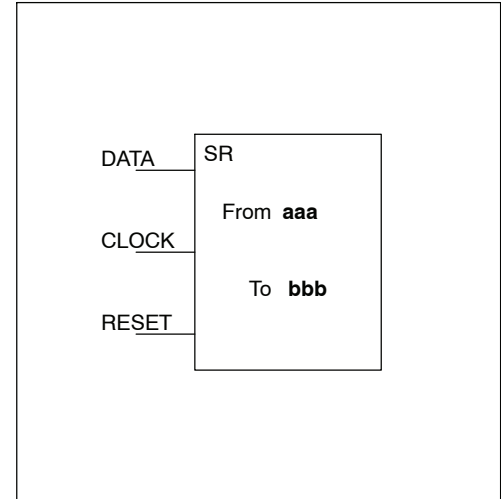 DATA
SR
From aaa
CLOCK
To bbb
RESET